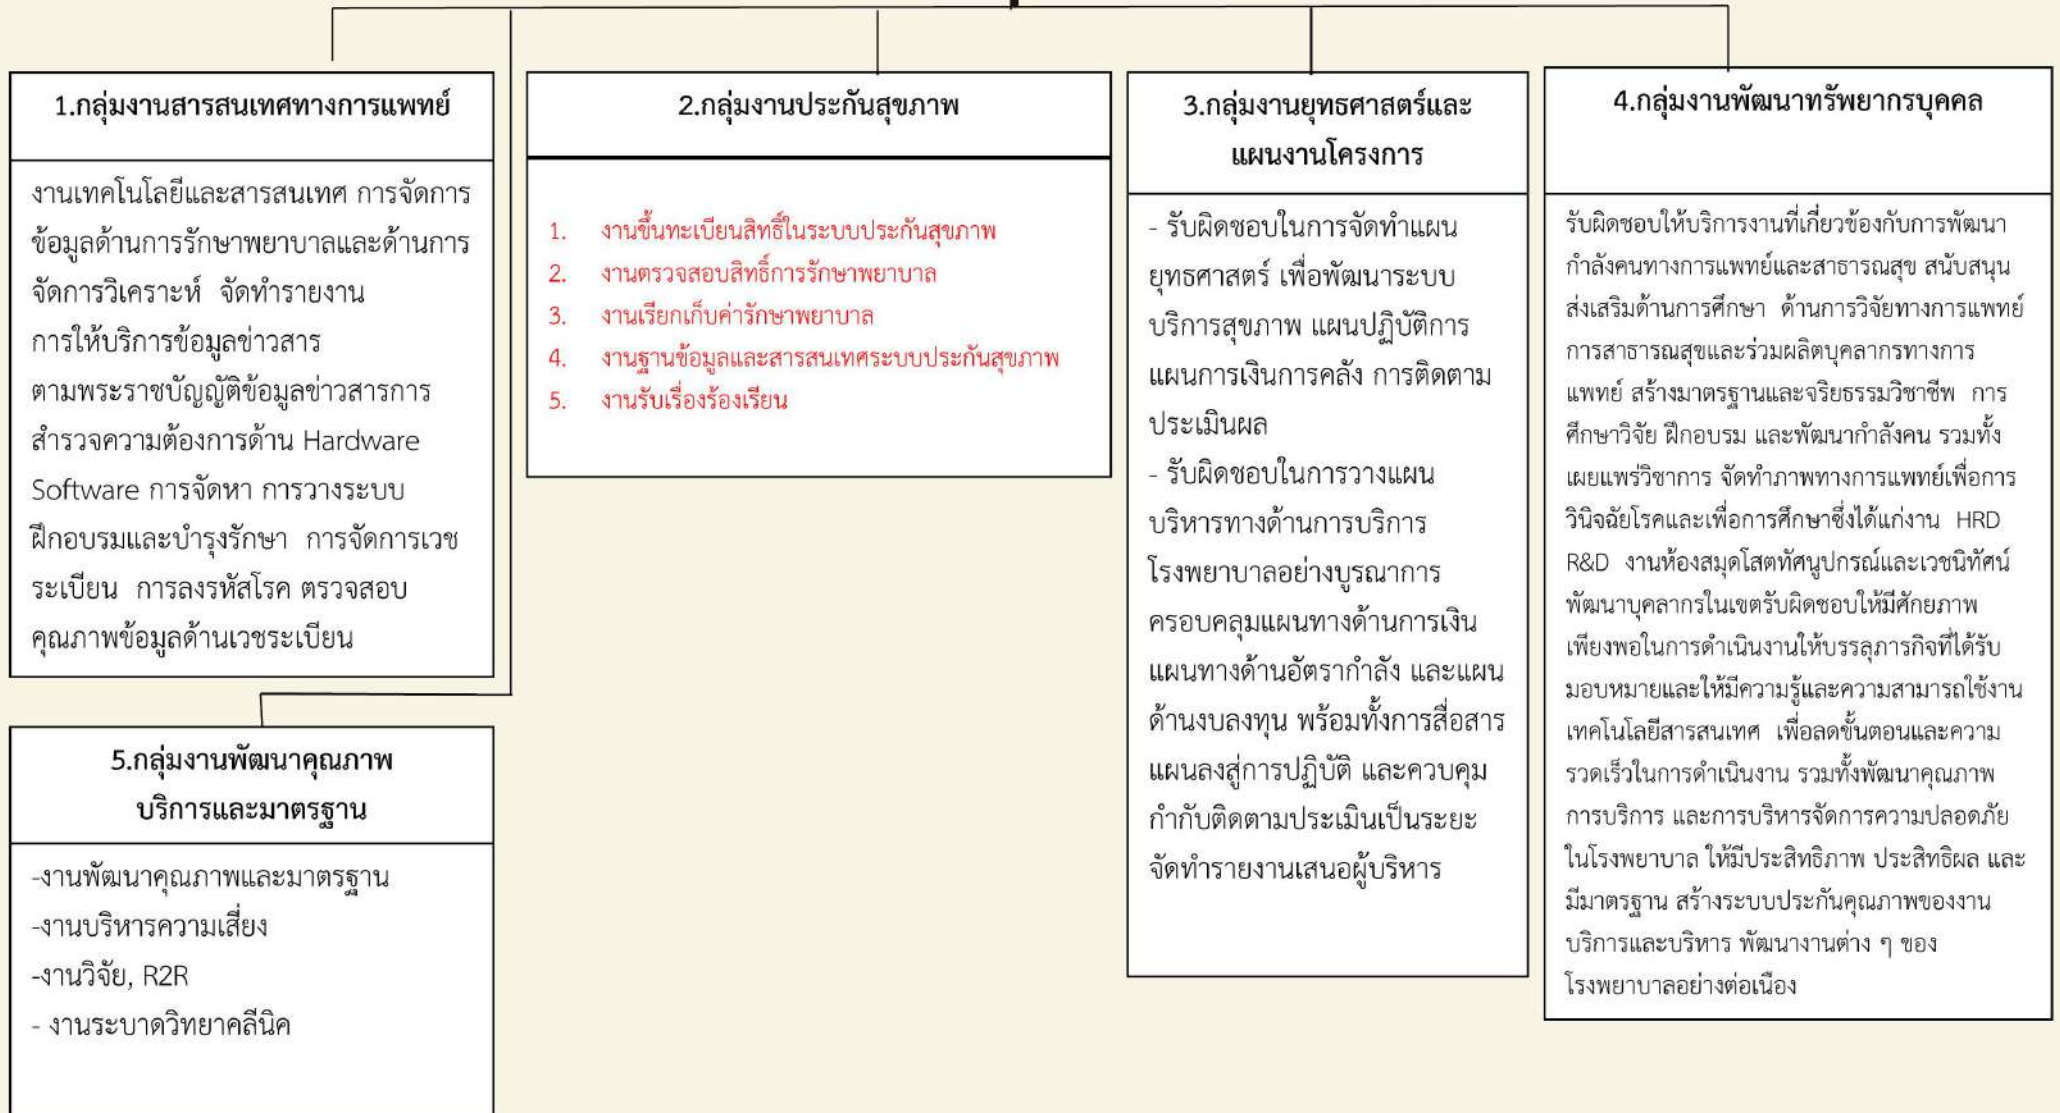 1.กลุ่มงานสารสนเทศทางการแพทย์
งานเทคโนโลยีและสารสนเทศ การจัดการ
ข้อมูลด้านการรักษาพยาบาลและด้านการ
จัดการวิเคราะห์  จัดทำรายงาน
การให้บริการข้อมูลข่าวสาร
ตามพระราชบัญญัติข้อมูลข่าวสารการ
สำรวจความต้องการด้าน Hardware
Software การจัดหา การวางระบบ
ฝึกอบรมและบำรุงรักษา  การจัดการเวช
ระเบียน  การลงรหัสโรค ตรวจสอบ
คุณภาพข้อมูลด้านเวชระเบียน
2.กลุ่มงานประกันสุขภาพ
1. งานขึ้นทะเบียนสิทธิ์ในระบบประกันสุขภาพ
2. งานตรวจสอบสิทธิ์การรักษาพยาบาล
3. งานเรียกเก็บค่ารักษาพยาบาล
4. งานฐานข้อมูลและสารสนเทศระบบประกันสุขภาพ
5. งานรับเรื่องร้องเรียน
3.กลุ่มงานยุทธศาสตร์และ
แผนงานโครงการ
- รับผิดชอบในการจัดทำแผน
ยุทธศาสตร์ เพื่อพัฒนาระบบ
บริการสุขภาพ แผนปฏิบัติการ
แผนการเงินการคลัง การติดตาม
ประเมินผล
- รับผิดชอบในการวางแผน
บริหารทางด้านการบริการ
โรงพยาบาลอย่างบูรณาการ
ครอบคลุมแผนทางด้านการเงิน
แผนทางด้านอัตรากำลัง และแผน
ด้านงบลงทุน พร้อมทั้งการสื่อสาร
แผนลงสู่การปฏิบัติ และควบคุม
กำกับติดตามประเมินเป็นระยะ
จัดทำรายงานเสนอผู้บริหาร
4.กลุ่มงานพัฒนาทรัพยากรบุคคล
รับผิดชอบให้บริการงานที่เกี่ยวข้องกับการพัฒนา
กำลังคนทางการแพทย์และสาธารณสุข สนับสนุน
ส่งเสริมด้านการศึกษา  ด้านการวิจัยทางการแพทย์
การสาธารณสุขและร่วมผลิตบุคลากรทางการ
แพทย์ สร้างมาตรฐานและจริยธรรมวิชาชีพ  การ
ศึกษาวิจัย ฝึกอบรม และพัฒนากำลังคน รวมทั้ง
เผยแพร่วิชาการ จัดทำภาพทางการแพทย์เพื่อการ
วินิจฉัยโรคและเพื่อการศึกษาซึ่งได้แก่งาน  HRD
R&D  งานห้องสมุดโสตทัศนูปกรณ์และเวชนิทัศน์
พัฒนาบุคลากรในเขตรับผิดชอบให้มีศักยภาพ
เพียงพอในการดำเนินงานให้บรรลุภารกิจที่ได้รับ
มอบหมายและให้มีความรู้และความสามารถใช้งาน
เทคโนโลยีสารสนเทศ  เพื่อลดขั้นตอนและความ
รวดเร็วในการดำเนินงาน รวมทั้งพัฒนาคุณภาพ
การบริการ และการบริหารจัดการความปลอดภัย
ในโรงพยาบาล ให้มีประสิทธิภาพ ประสิทธิผล และ
มีมาตรฐาน สร้างระบบประกันคุณภาพของงาน
บริการและบริหาร พัฒนางานต่าง ๆ ของ
โรงพยาบาลอย่างต่อเนื่อง
5.กลุ่มงานพัฒนาคุณภาพ
บริการและมาตรฐาน
-งานพัฒนาคุณภาพและมาตรฐาน
-งานบริหารความเสี่ยง
-งานวิจัย, R2R
- งานระบาดวิทยาคลีนิค